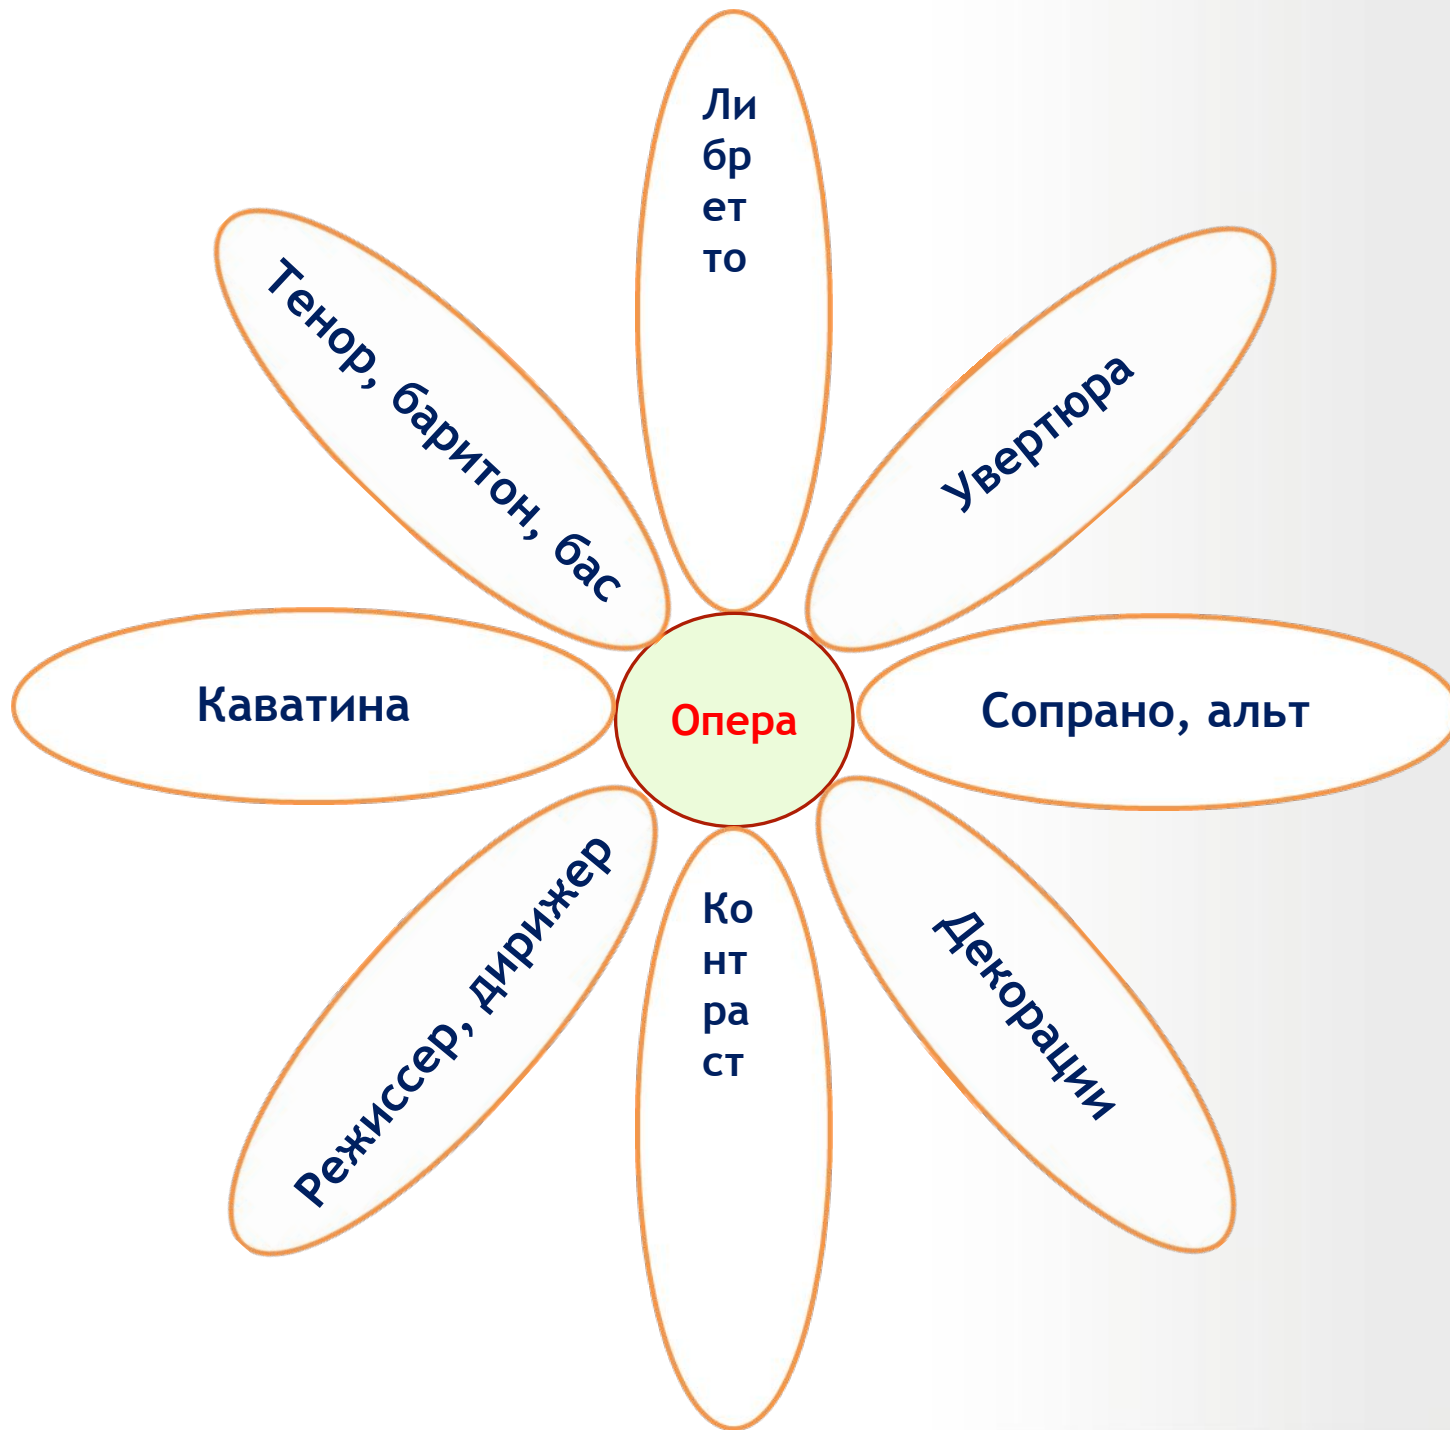 Ли
бр
ет
то
Увертюра
Сопрано, альт
Декорации
Ко
нт
ра
ст
Режиссер, дирижер
Каватина
Тенор, баритон, бас
Опера